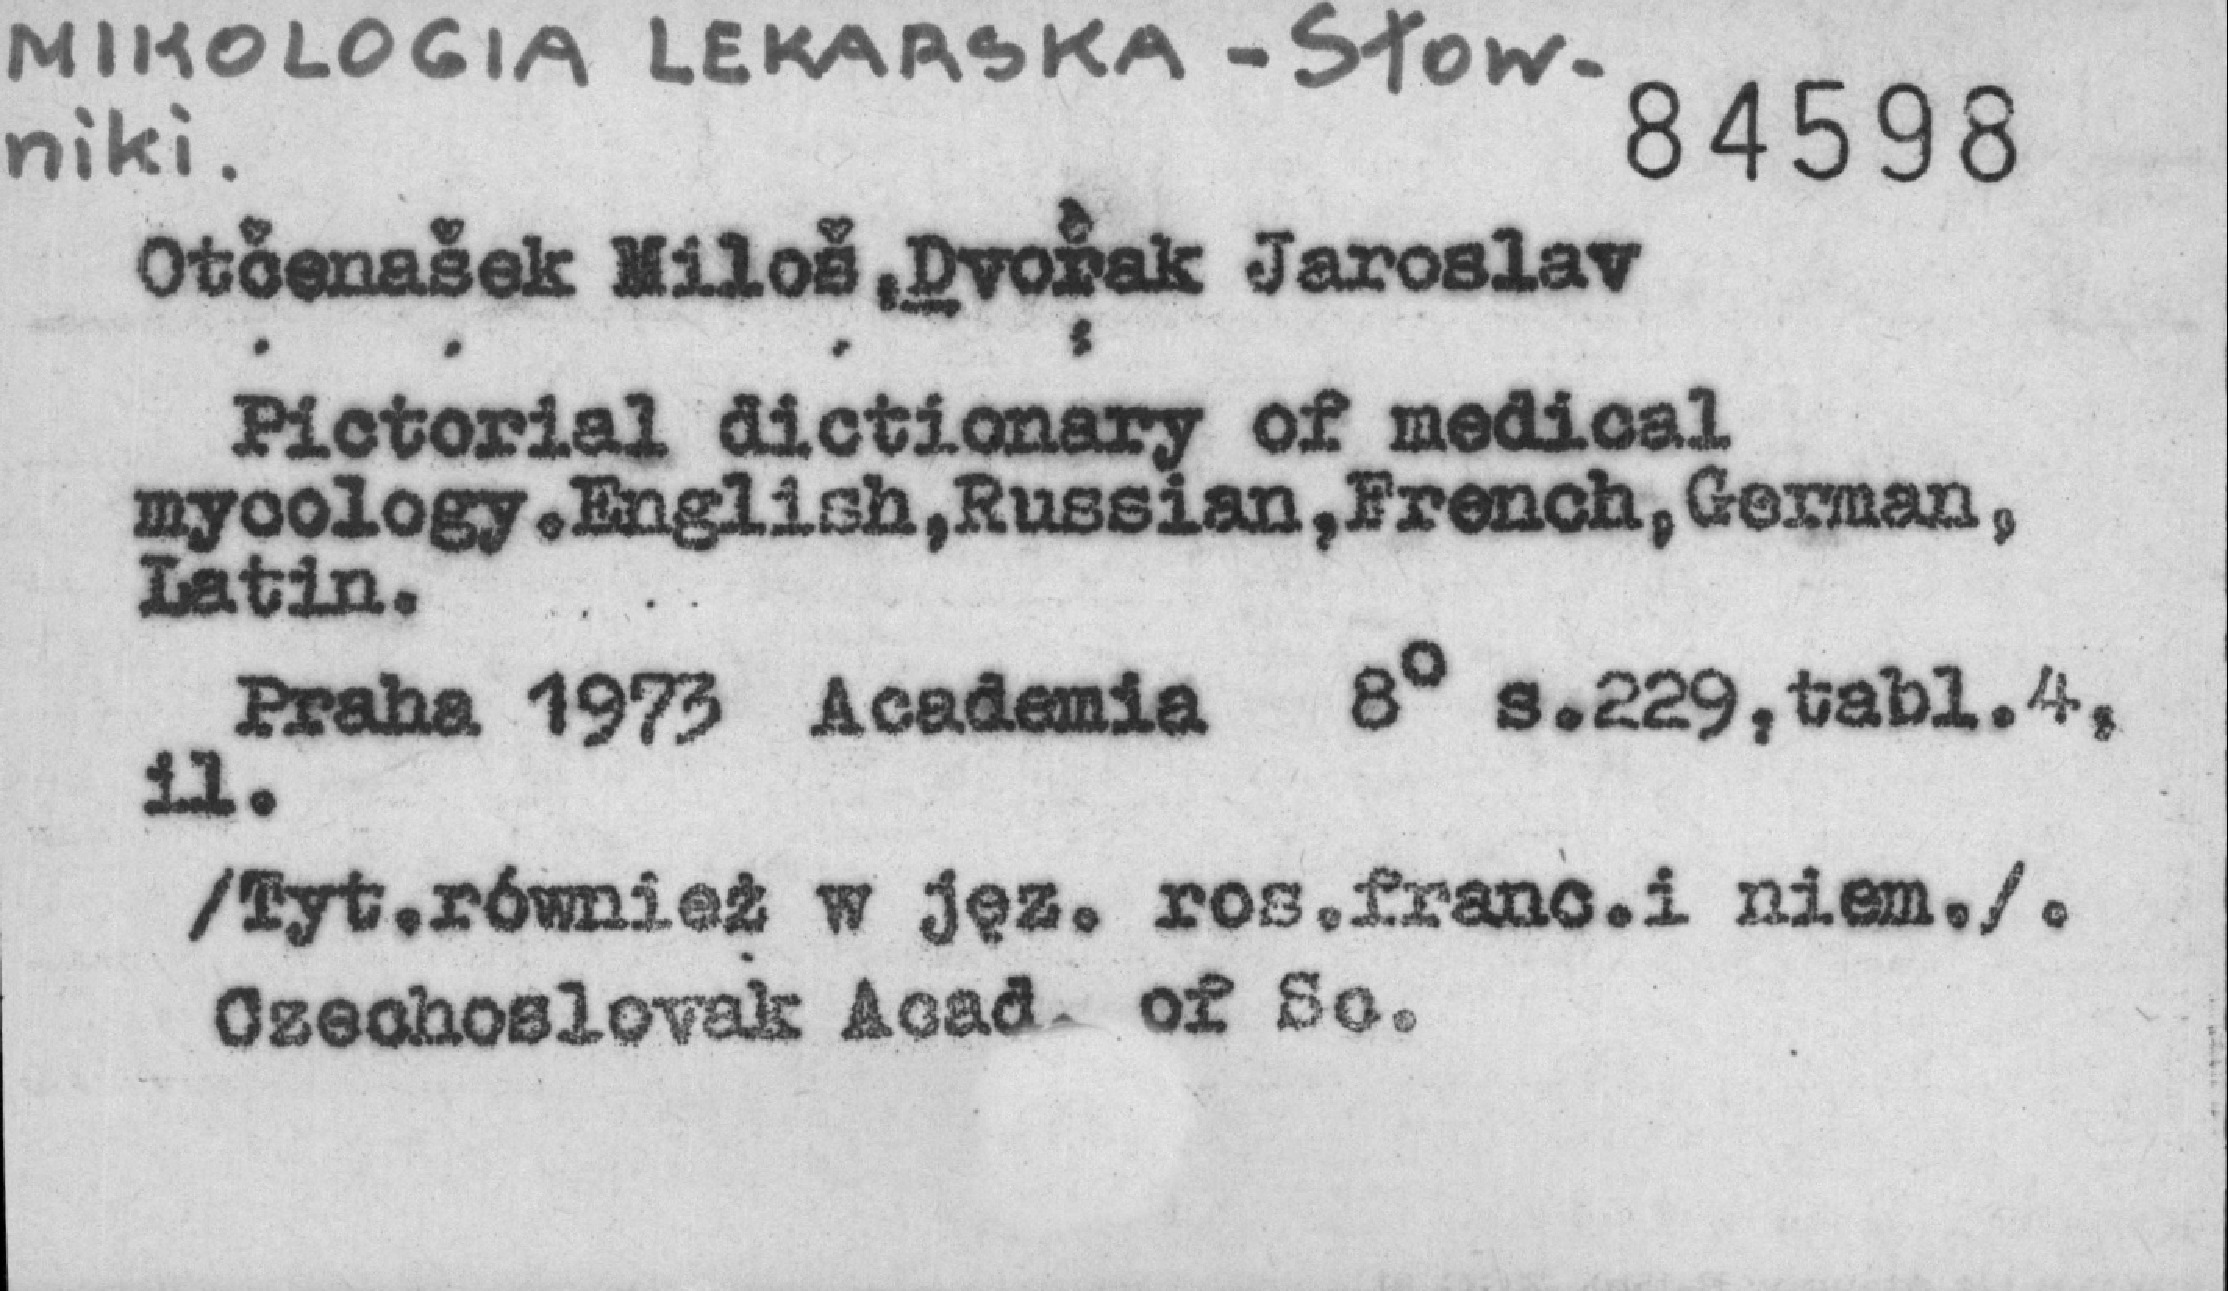 MIKOLOGIA LEKARSKA - Słow-
niki.
84598
Otčenašek Miloš,Dvořak Jaroslav
Pictorial dictionary of medical
mycology.English,Russian,French,German,
Latin.
Praha 1973 Academia 8° s.229,tabl.4,
il.
/Tyt.również w jęz. ros.franc.i niem./.
Czechoslovak Acad. of Sc.